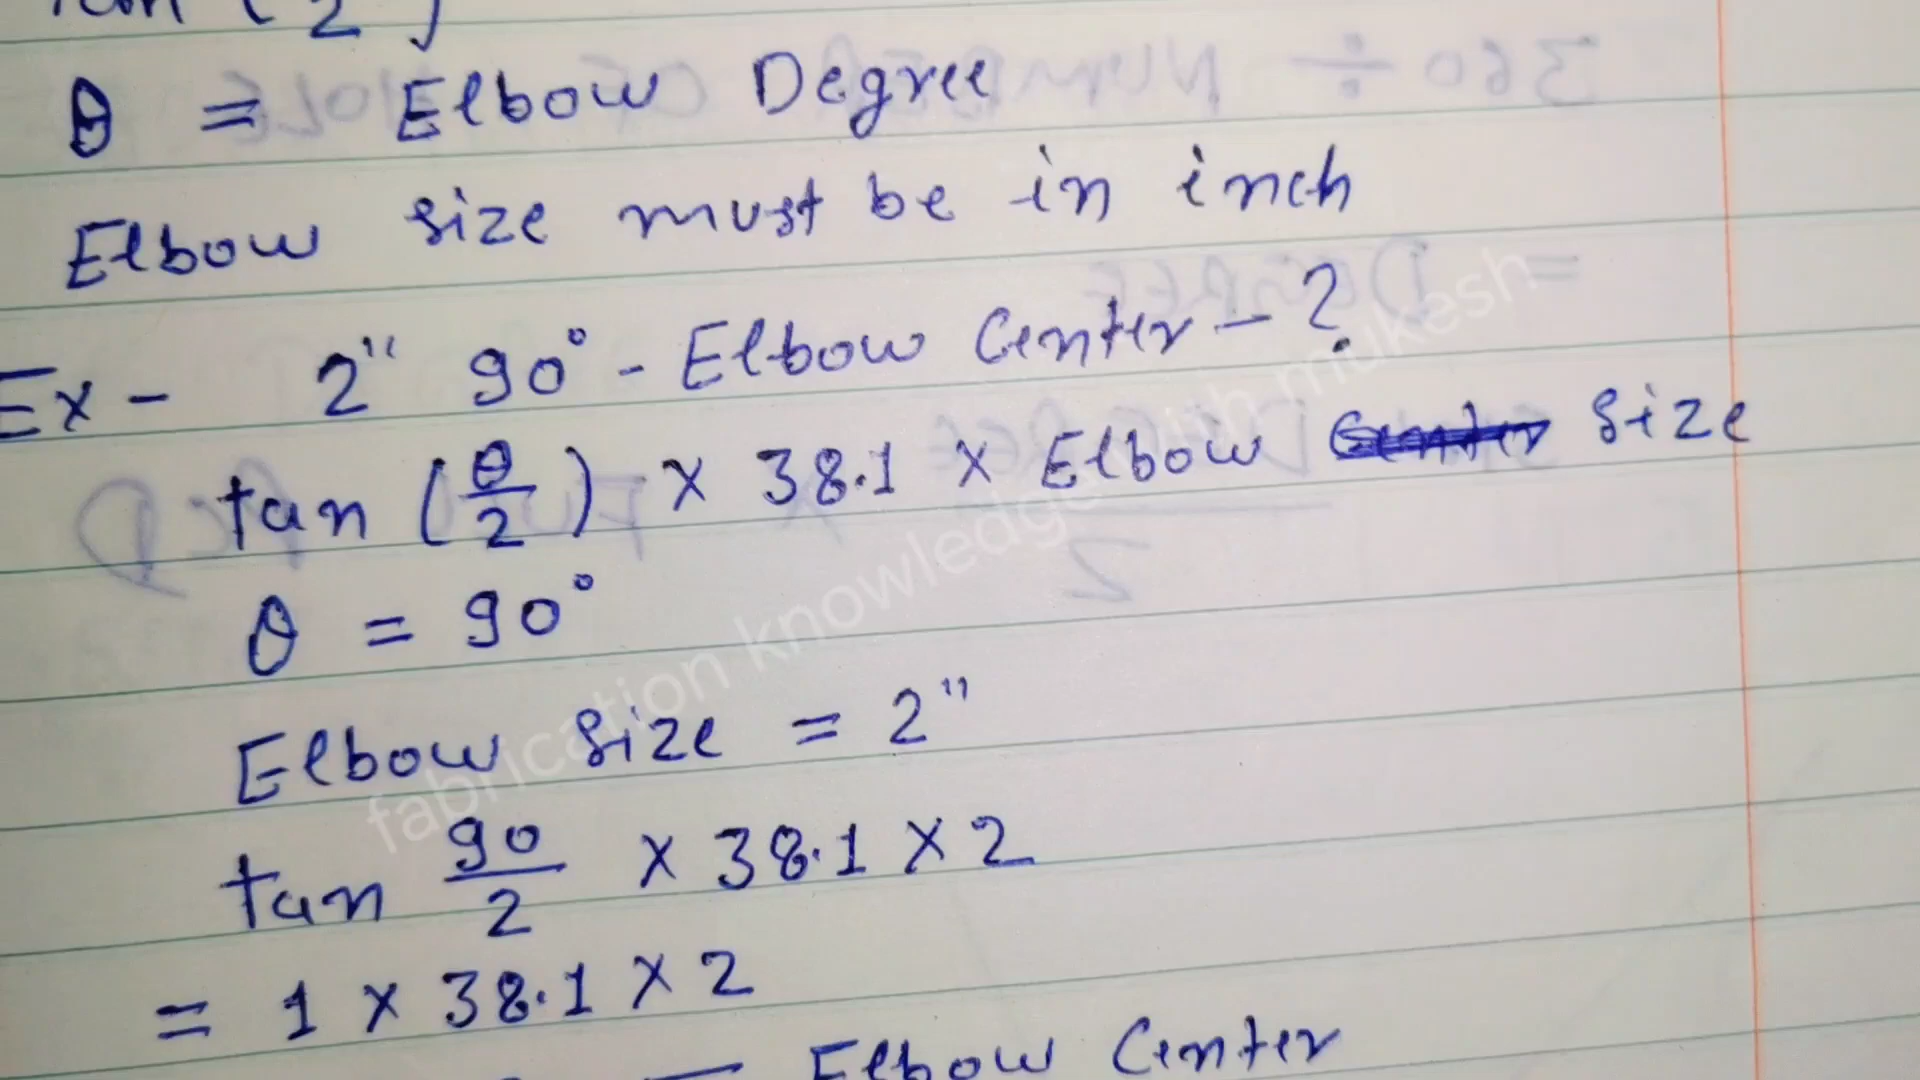 tan (2)
θ = Elbow Degree
Elbow size must be in inch
Ex - 2" 90° - Elbow Center - ?
tan (θ/2) × 38.1 × Elbow Size
θ = 90°
Elbow Size = 2"
tan 90/2 × 38.1 × 2
= 1 × 38.1 × 2
Elbow Center
fabrication knowledge with mukesh